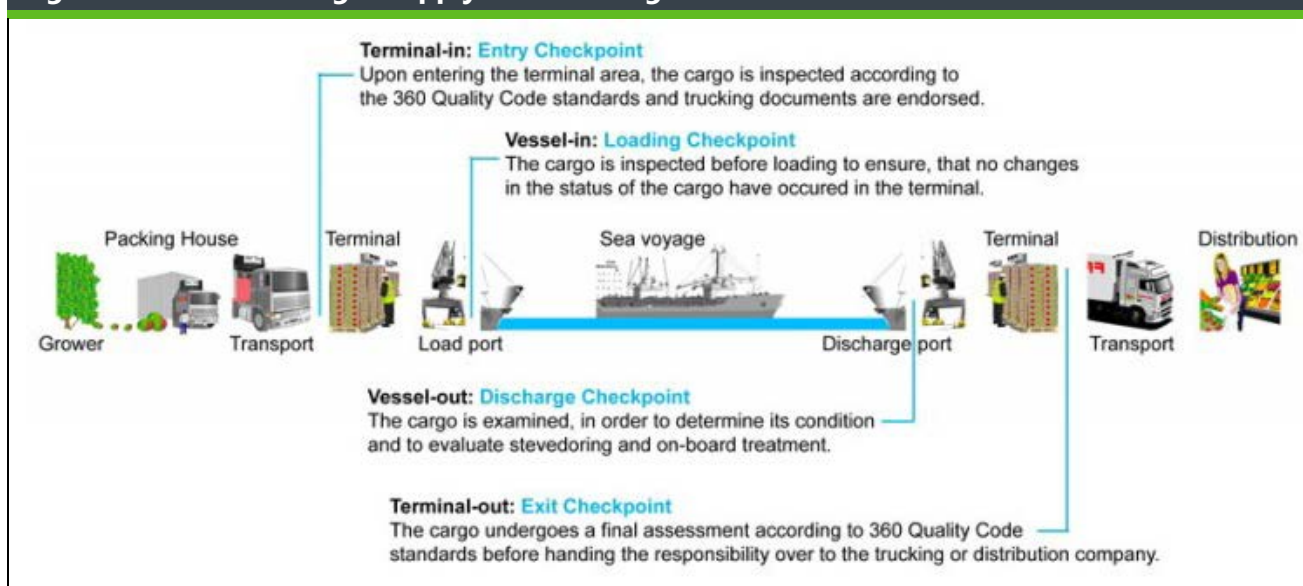 Terminal-in: Entry Checkpoint
Upon entering the terminal area, the cargo is inspected according to
the 360 Quality Code standards and trucking documents are endorsed.
Vessel-in: Loading Checkpoint
The cargo is inspected before loading to ensure, that no changes
in the status of the cargo have occured in the terminal.
Packing House
Terminal
Sea voyage
Terminal
Distribution
Grower
Transport
Load port
Discharge port
Transport
Vessel-out: Discharge Checkpoint
The cargo is examined, in order to determine its condition
and to evaluate stevedoring and on-board treatment.
Terminal-out: Exit Checkpoint
The cargo undergoes a final assessment according to 360 Quality Code
standards before handing the responsibility over to the trucking or distribution company.